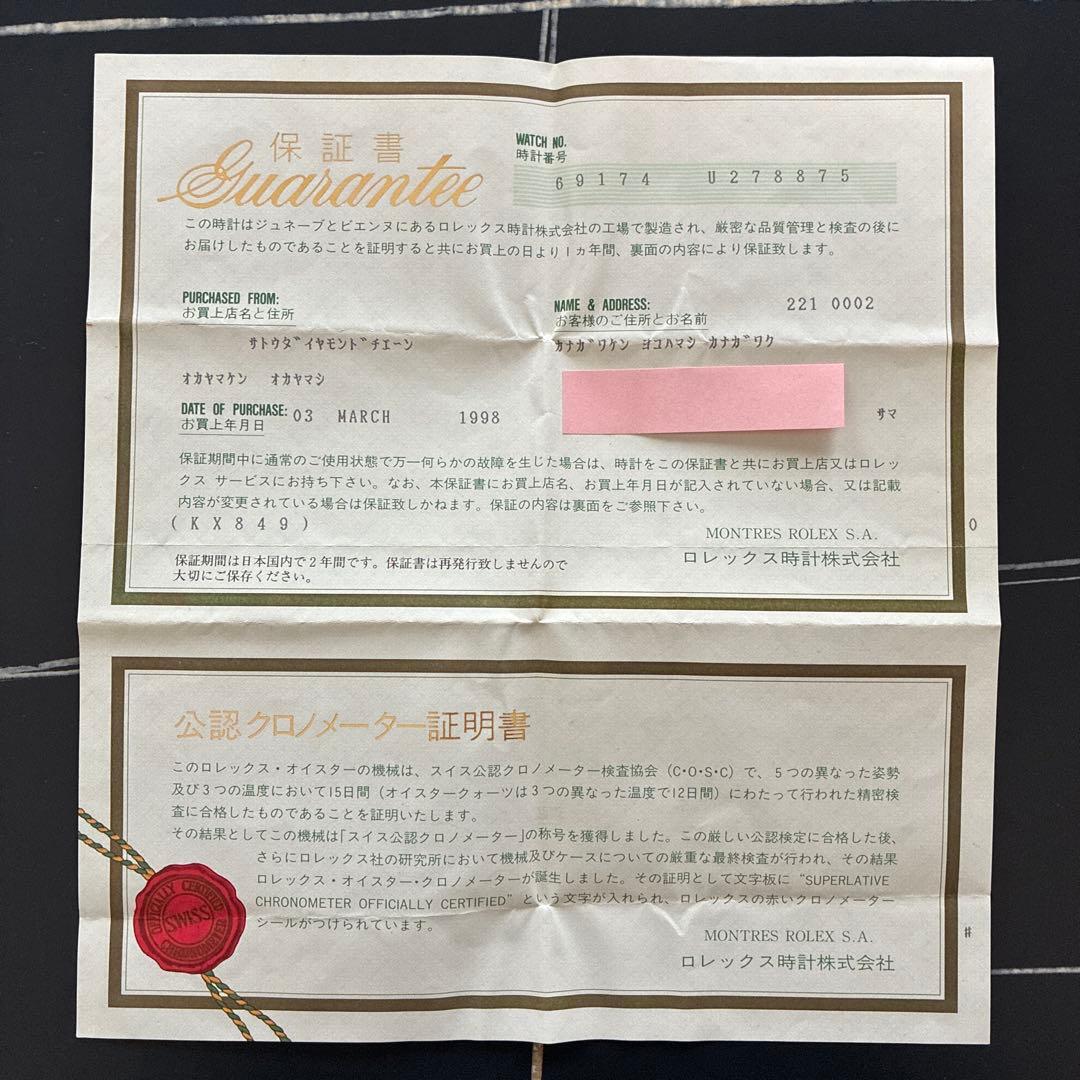 保証書
Guarantee
WATCH NO.
時計番号
69174 U278875
この時計はジュネーブとビエンヌにあるロレックス時計株式会社の工場で製造され、厳密な品質管理と検査の後に
お届けしたものであることを証明すると共にお買上の日より1ヵ年間、裏面の内容により保証致します。
PURCHASED FROM:
お買上店名と住所
サトウダイヤモンドチエーン
オカヤマケン オカヤマシ
NAME & ADDRESS:
お客様のご住所とお名前
221 0002
カナガワケン ヨコハマシ カナガワク
サマ
DATE OF PURCHASE:
お買上年月日
03 MARCH 1998
保証期間中に通常のご使用状態で万一何らかの故障を生じた場合は、時計をこの保証書と共にお買上店又はロレッ
クス サービスにお持ち下さい。なお、本保証書にお買上店名、お買上年月日が記入されていない場合、又は記載
内容が変更されている場合は保証致しかねます。保証の内容は裏面をご参照下さい。
(KX849)
0
MONTRES ROLEX S.A.
ロレックス時計株式会社
保証期間は日本国内で2年間です。保証書は再発行致しませんので
大切にご保存ください。
公認クロノメーター証明書
このロレックス・オイスターの機械は、スイス公認クロノメーター検査協会(C・O・S・C)で、5つの異なった姿勢
及び3つの温度において15日間(オイスタークォーツは3つの異なった温度で12日間)にわたって行われた精密検
査に合格したものであることを証明いたします。
その結果としてこの機械は「スイス公認クロノメーター」の称号を獲得しました。この厳しい公認検定に合格した後、
さらにロレックス社の研究所において機械及びケースについての厳重な最終検査が行われ、その結果
ロレックス・オイスター・クロノメーターが誕生しました。その証明として文字板に "SUPERLATIVE
CHRONOMETER OFFICIALLY CERTIFIED" という文字が入れられ、ロレックスの赤いクロノメーター
シールがつけられています。
OFFICIALLY CERTIFIED
SWISS
CHRONOMETER
#
MONTRES ROLEX S.A.
ロレックス時計株式会社